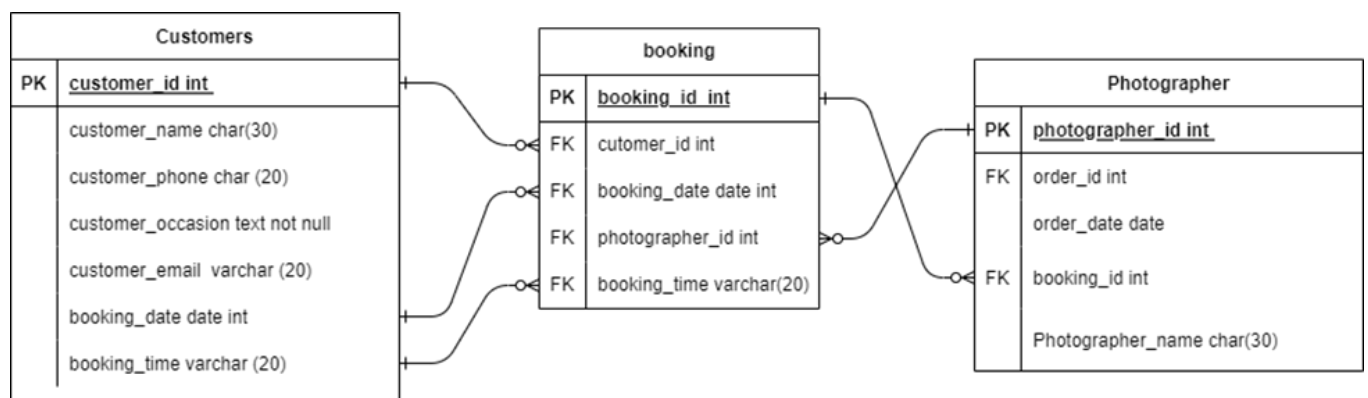 Customers
PK customer_id int
customer_name char(30)
customer_phone char (20)
customer_occasion text not null
customer_email varchar (20)
booking_date date int
booking_time varchar (20)
booking
PK booking_id int
FK cutomer_id int
FK booking_date date int
FK photographer_id int
FK booking_time varchar(20)
Photographer
PK photographer_id int
FK order_id int
order_date date
FK booking_id int
Photographer_name char(30)